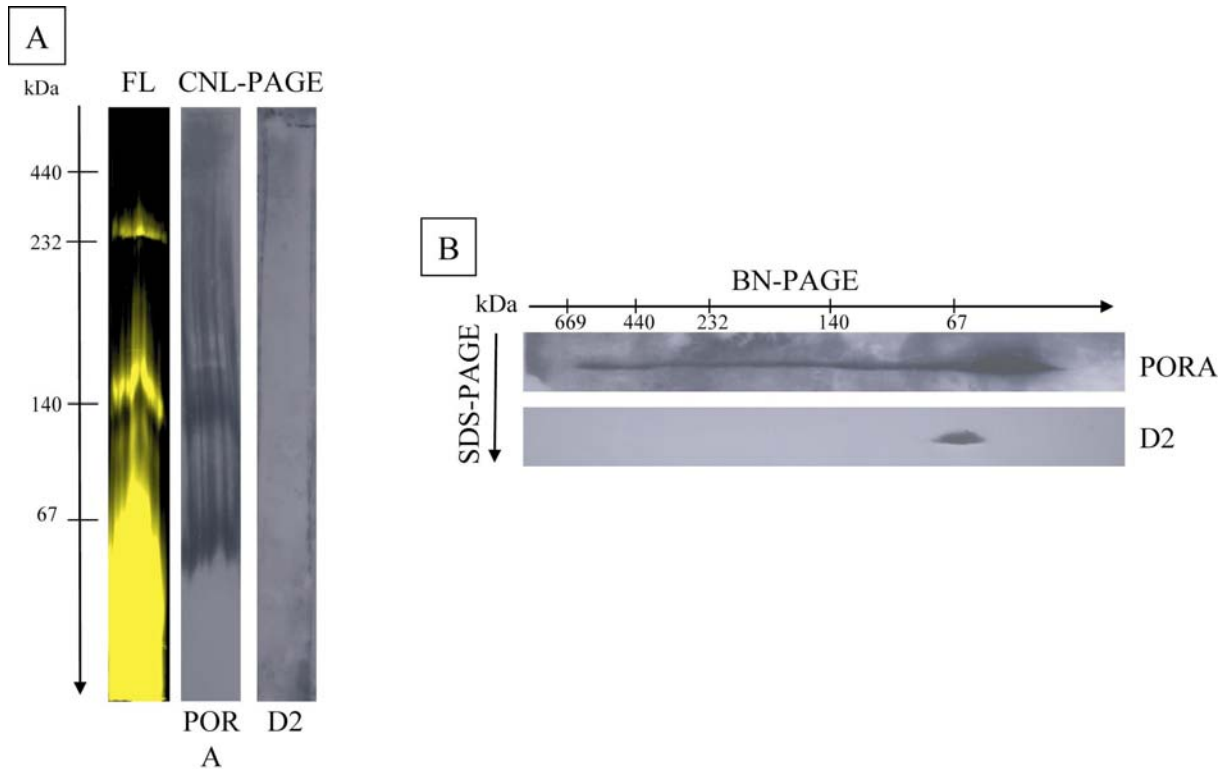 A
kDa
FL CNL-PAGE
440
232
140
67
POR
A
D2
B
BN-PAGE
kDa
669 440 232 140 67
SDS-PAGE
PORA
D2